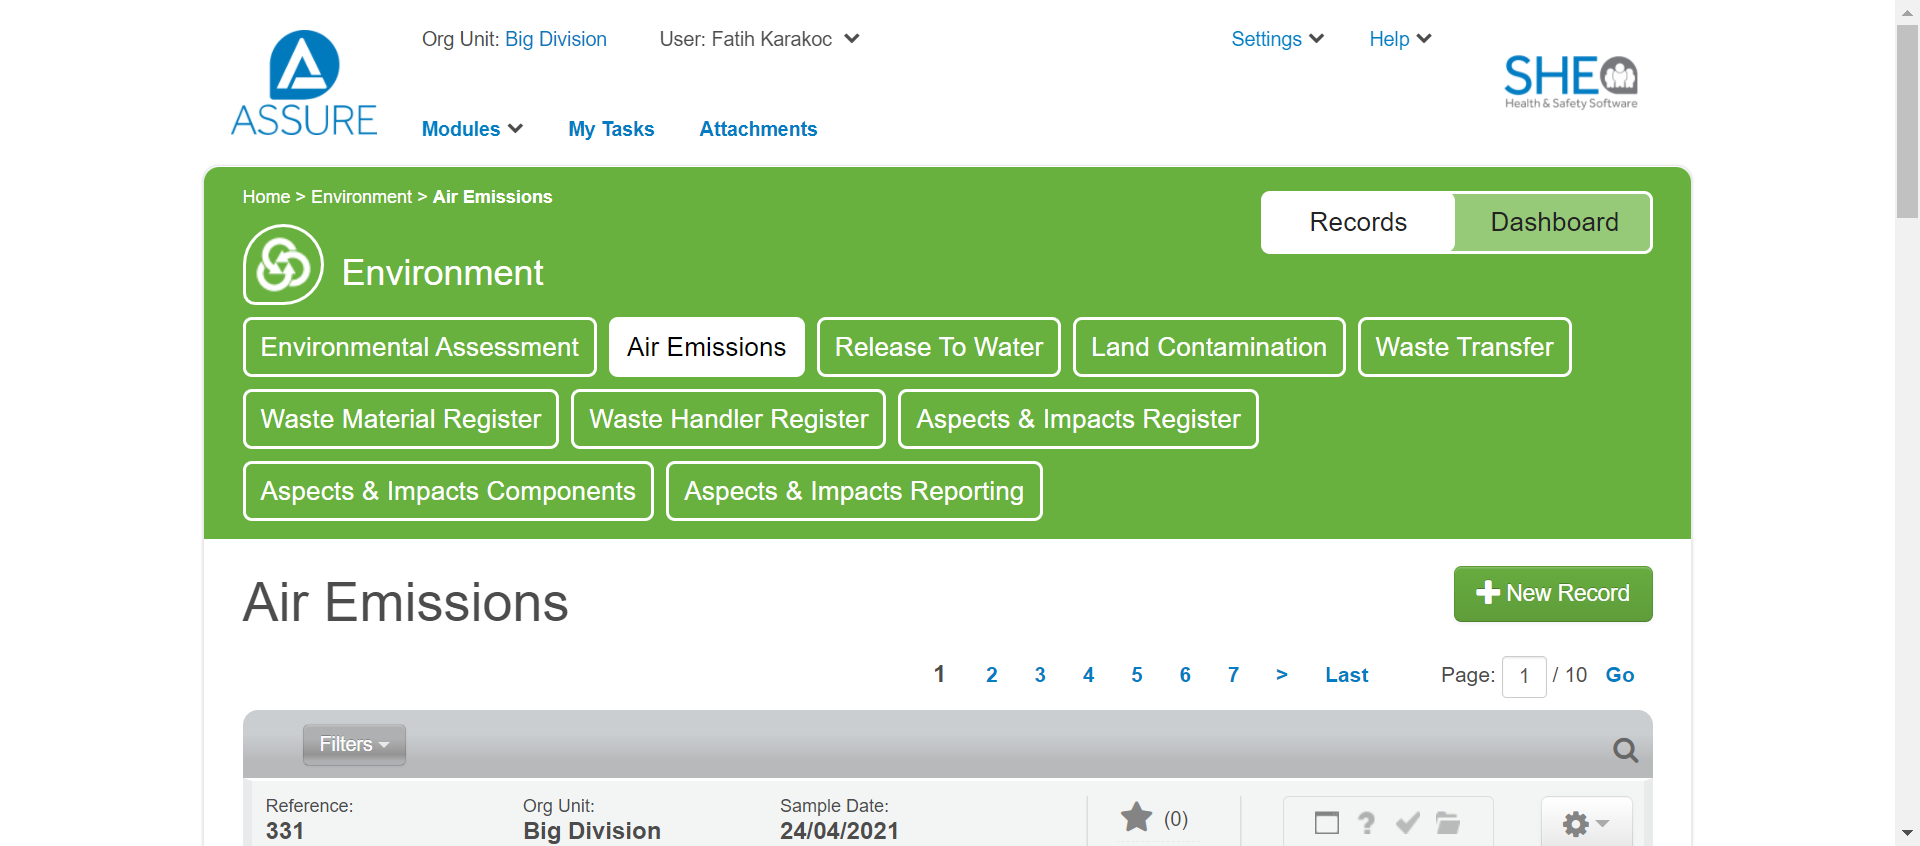 Org Unit: Big Division User: Fatih Karakoc Settings Help
ASSURE
SHE
Health & Safety Software
Modules My Tasks Attachments
Home > Environment > Air Emissions
Records Dashboard
Environment
Environmental Assessment Air Emissions Release To Water Land Contamination Waste Transfer
Waste Material Register Waste Handler Register Aspects & Impacts Register
Aspects & Impacts Components Aspects & Impacts Reporting
Air Emissions
New Record
1 2 3 4 5 6 7 > Last Page: 1 / 10 Go
Filters
Reference: Org Unit: Sample Date:
331 Big Division 24/04/2021 (0)